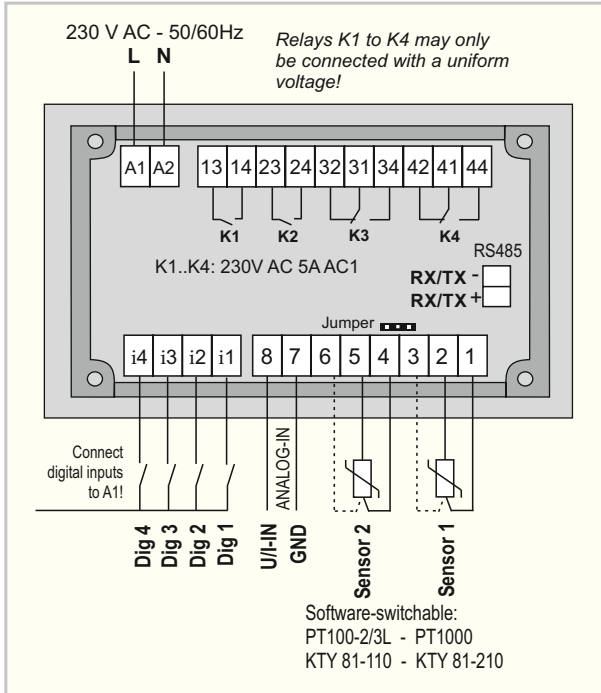 230 V AC - 50/60Hz
L N
Relays K1 to K4 may only
be connected with a uniform
voltage!
A1 A2 13 14 23 24 32 31 34 42 41 44
K1 K2 K3 K4
RS485
K1..K4: 230V AC 5A AC1
RX/TX -
RX/TX +
Jumper
i4 i3 i2 i1 8 7 6 5 4 3 2 1
Connect
digital inputs
to A1!
Dig 4
Dig 3
Dig 2
Dig 1
U/I-IN
ANALOG-IN
GND
Sensor 2
Sensor 1
Software-switchable:
PT100-2/3L - PT1000
KTY 81-110 - KTY 81-210